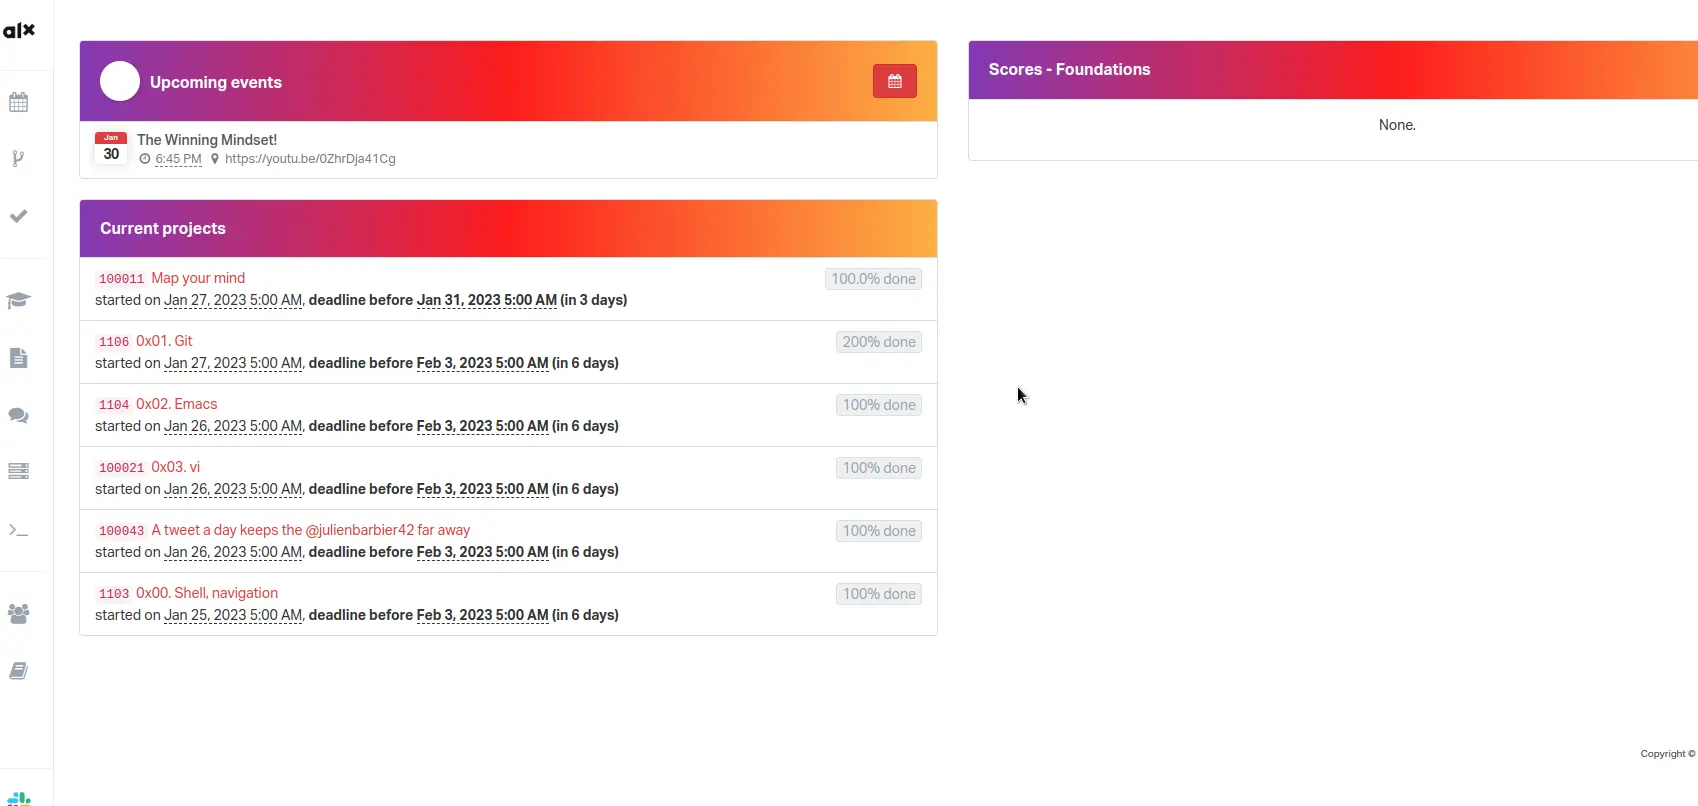 alx
Upcoming events
Jan
30
The Winning Mindset!
6:45 PM https://youtu.be/0ZhrDja41Cg
Current projects
100011 Map your mind
100.0% done
started on Jan 27, 2023 5:00 AM, deadline before Jan 31, 2023 5:00 AM (in 3 days)
1106 0x01. Git
200% done
started on Jan 27, 2023 5:00 AM, deadline before Feb 3, 2023 5:00 AM (in 6 days)
1104 0x02. Emacs
100% done
started on Jan 26, 2023 5:00 AM, deadline before Feb 3, 2023 5:00 AM (in 6 days)
100021 0x03. vi
100% done
started on Jan 26, 2023 5:00 AM, deadline before Feb 3, 2023 5:00 AM (in 6 days)
100043 A tweet a day keeps the @julienbarbier42 far away
100% done
started on Jan 26, 2023 5:00 AM, deadline before Feb 3, 2023 5:00 AM (in 6 days)
1103 0x00. Shell, navigation
100% done
started on Jan 25, 2023 5:00 AM, deadline before Feb 3, 2023 5:00 AM (in 6 days)
Scores - Foundations
None.
Copyright ©